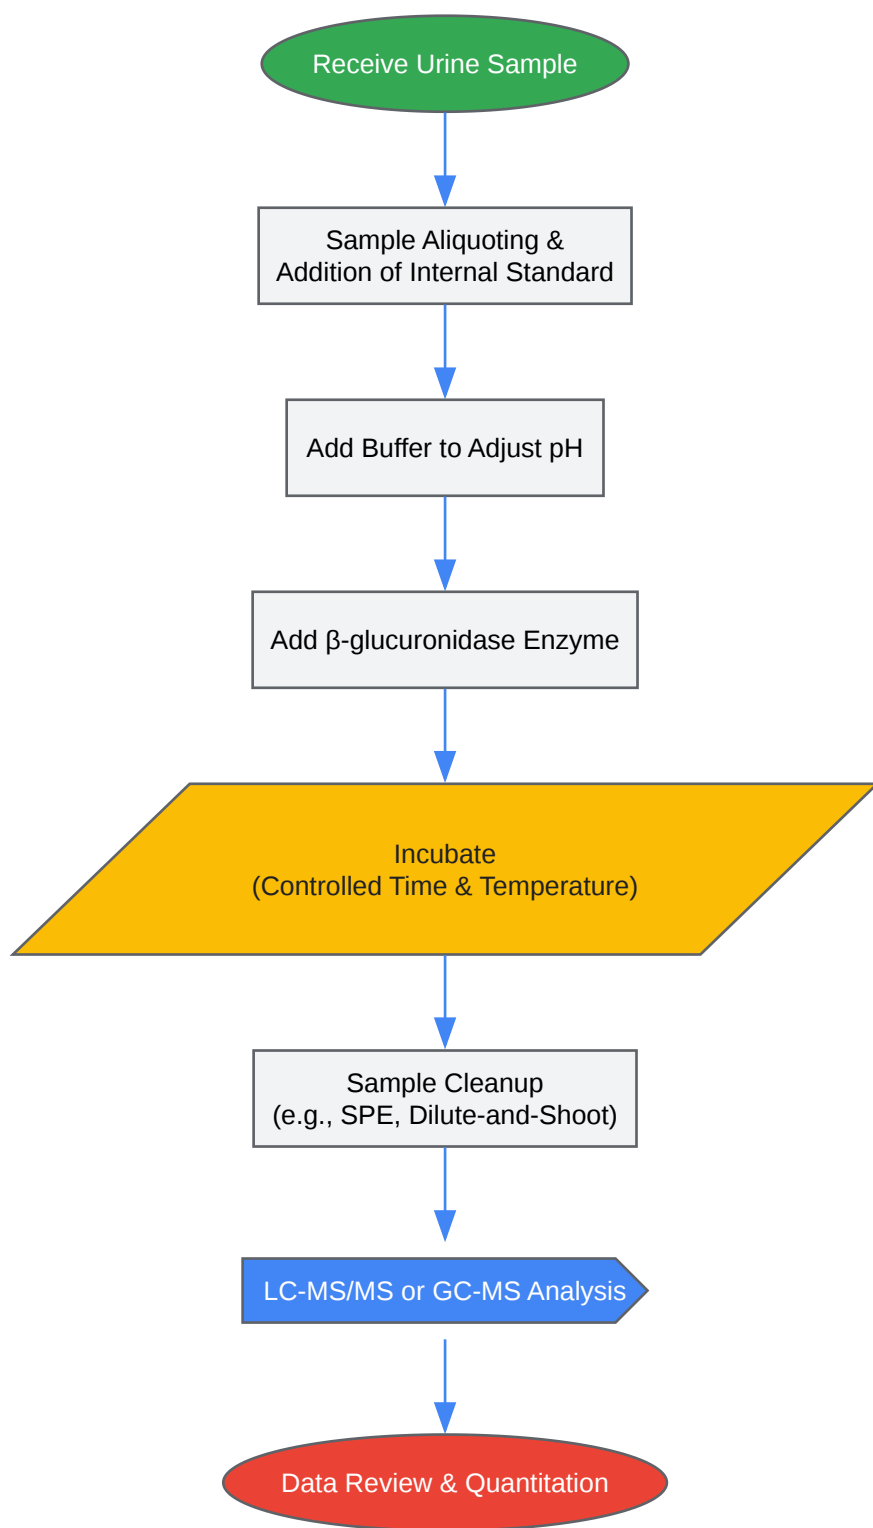 Receive Urine Sample
Sample Aliquoting &
Addition of Internal Standard
Add Buffer to Adjust pH
Add β-glucuronidase Enzyme
Incubate
(Controlled Time & Temperature)
Sample Cleanup
(e.g., SPE, Dilute-and-Shoot)
LC-MS/MS or GC-MS Analysis
Data Review & Quantitation